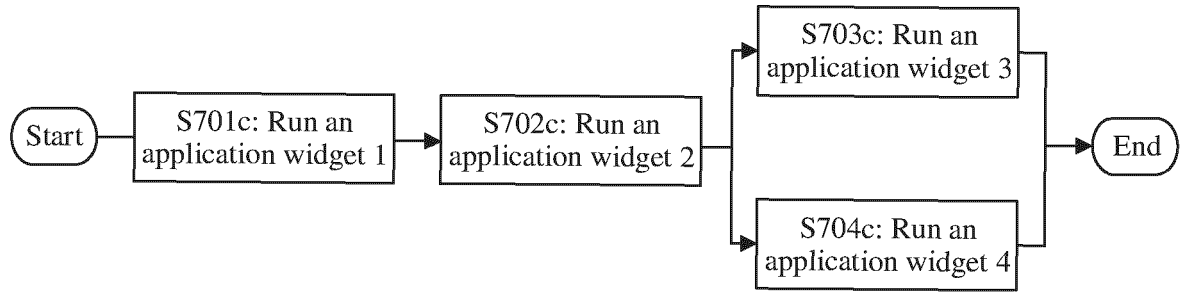 Start
S701c: Run an
application widget 1
S702c: Run an
application widget 2
S703c: Run an
application widget 3
S704c: Run an
application widget 4
End